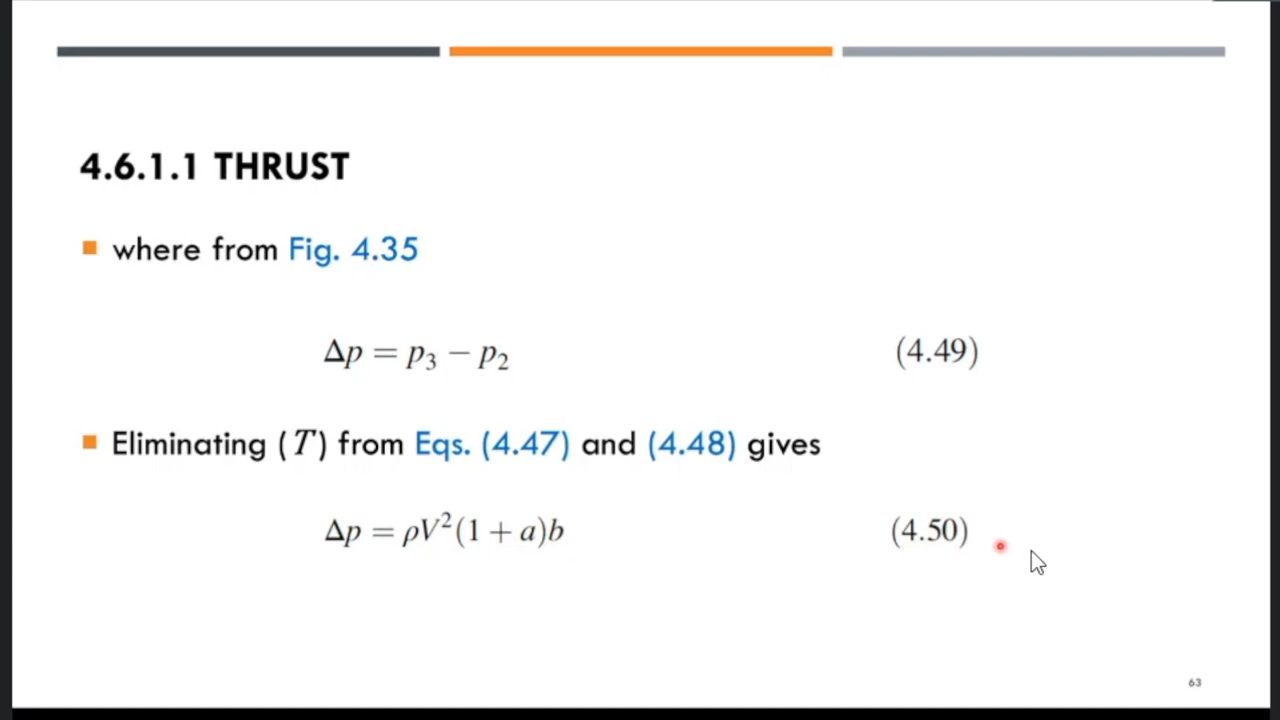 4.6.1.1 THRUST
where from Fig. 4.35
Δp = p₃ − p₂ (4.49)
Eliminating (T) from Eqs. (4.47) and (4.48) gives
Δp = ρV²(1 + a)b (4.50)
63